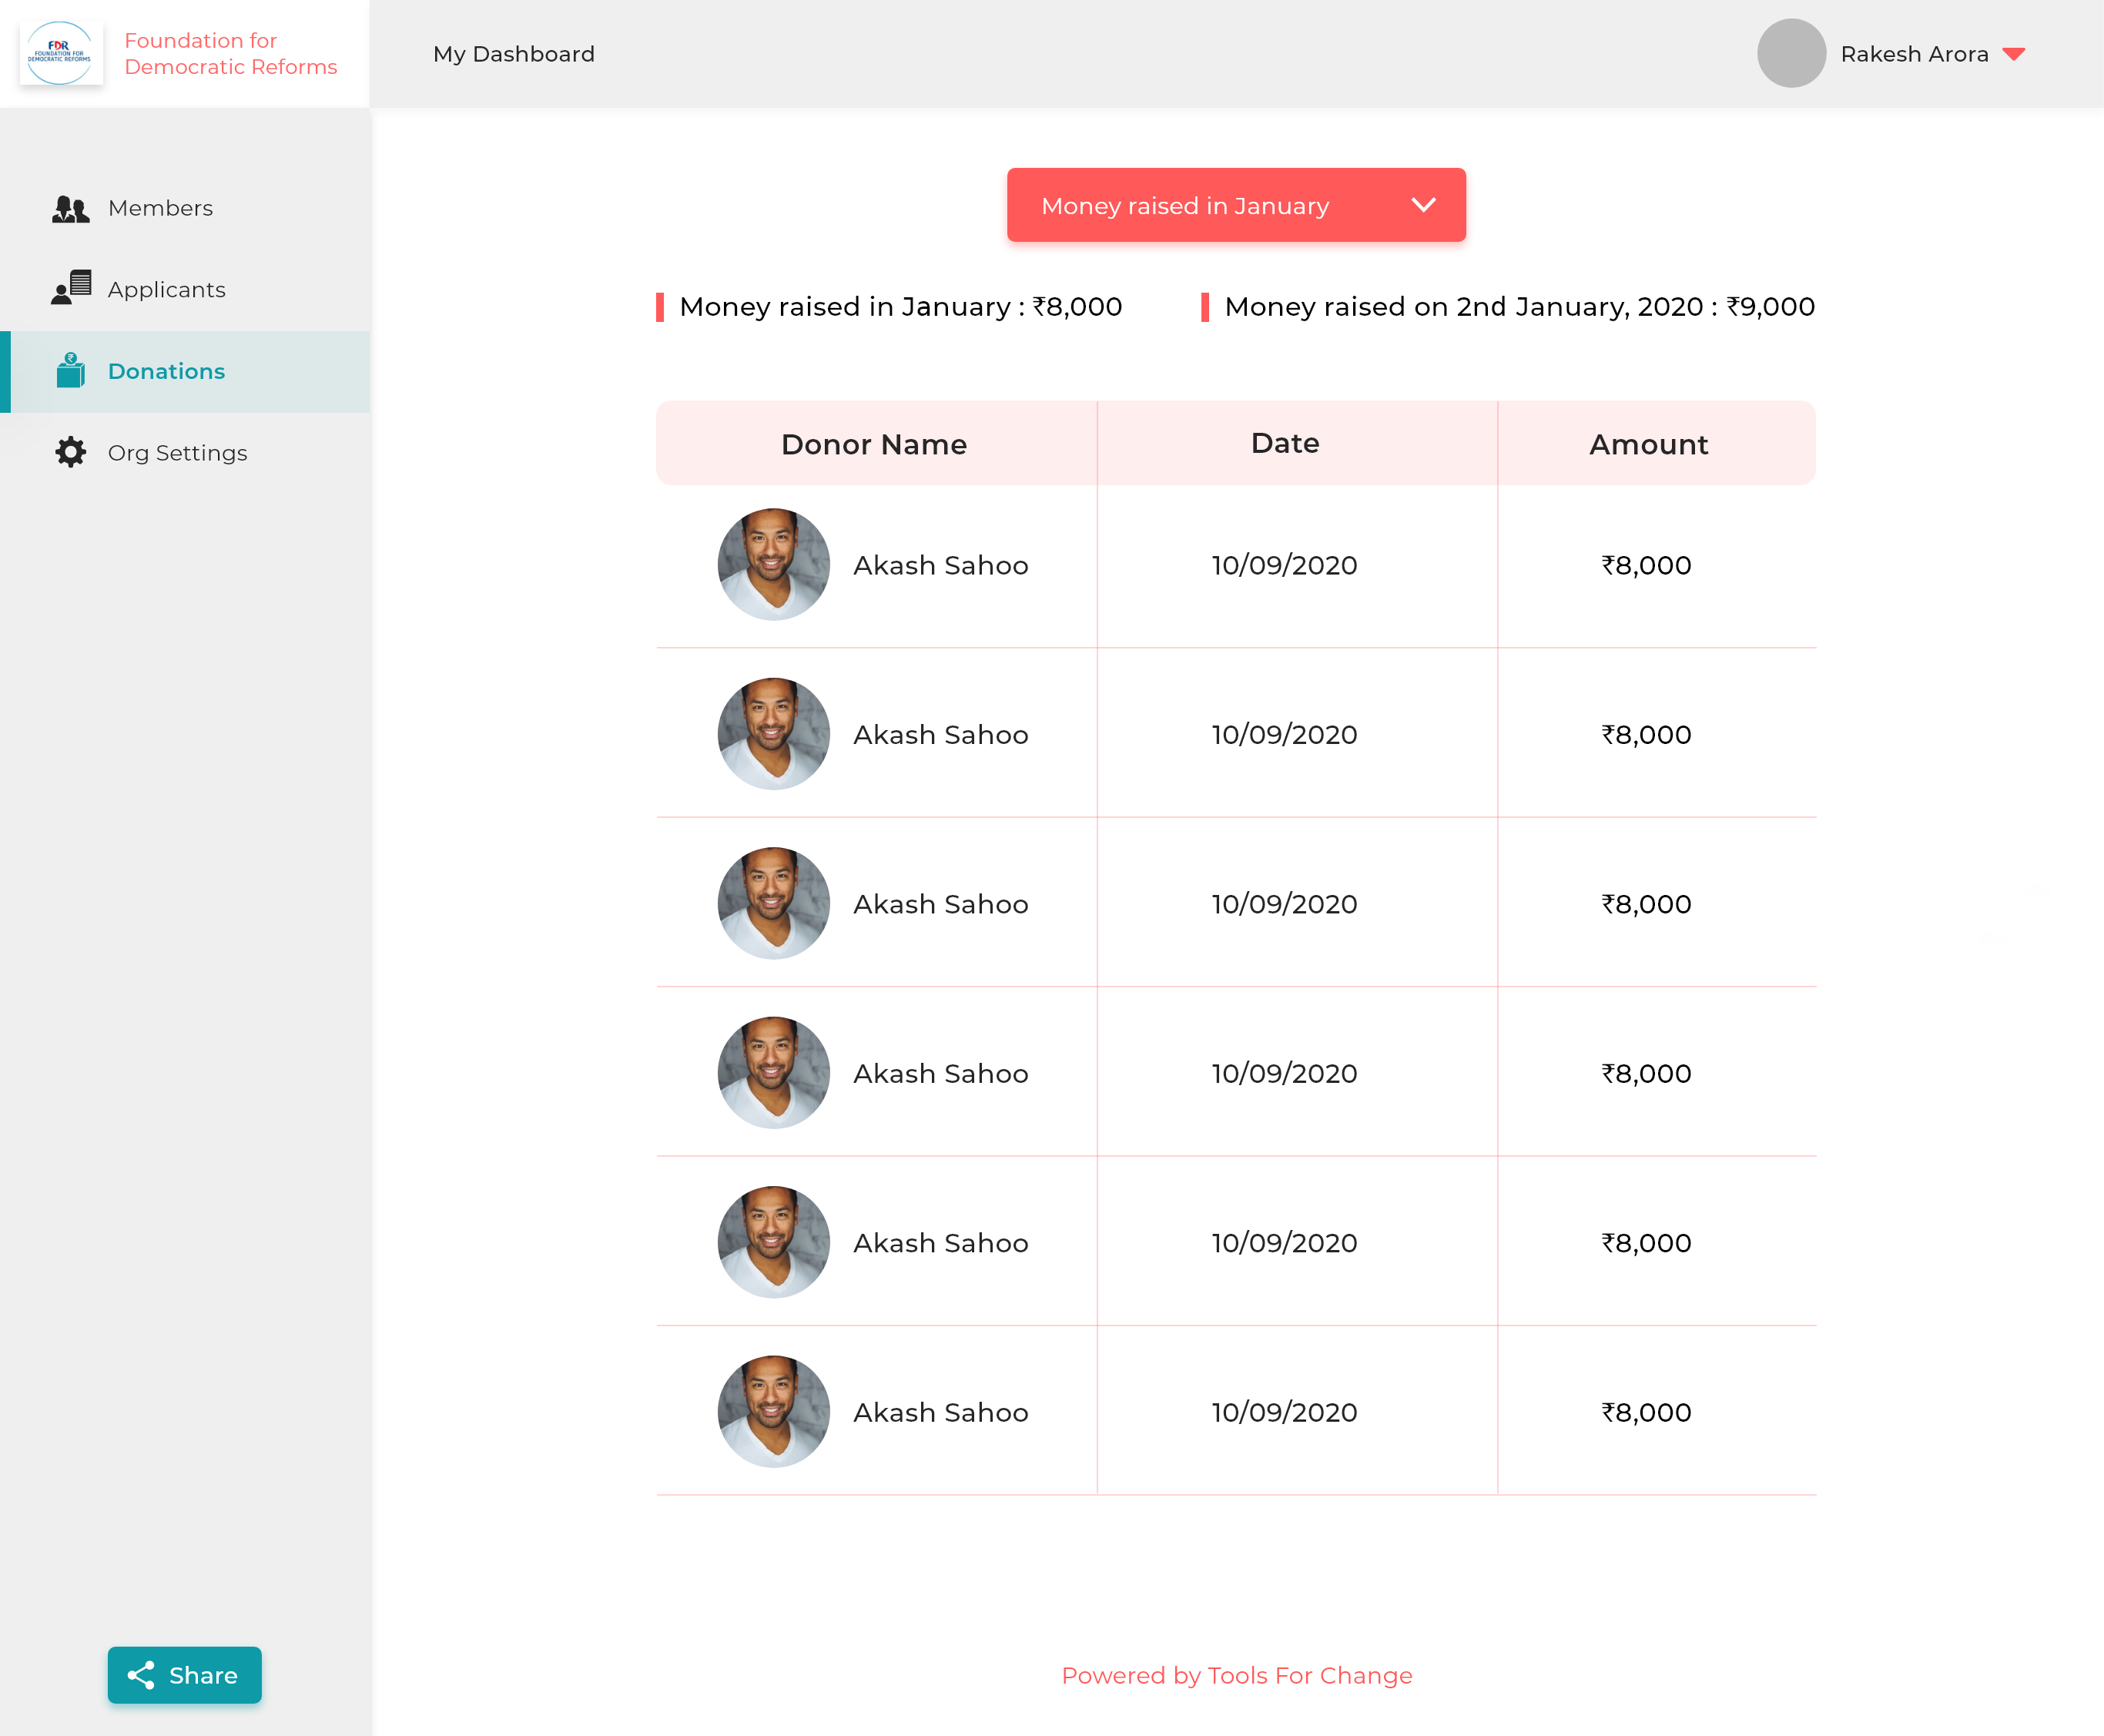 FDR
FOUNDATION FOR
DEMOCRATIC REFORMS
Foundation for
Democratic Reforms
My Dashboard
Rakesh Arora
Members
Applicants
₹
Donations
Org Settings
Money raised in January
Money raised in January : ₹8,000
Money raised on 2nd January, 2020 : ₹9,000
Donor Name Date Amount
Akash Sahoo 10/09/2020 ₹8,000
Akash Sahoo 10/09/2020 ₹8,000
Akash Sahoo 10/09/2020 ₹8,000
Akash Sahoo 10/09/2020 ₹8,000
Akash Sahoo 10/09/2020 ₹8,000
Akash Sahoo 10/09/2020 ₹8,000
Share
Powered by Tools For Change